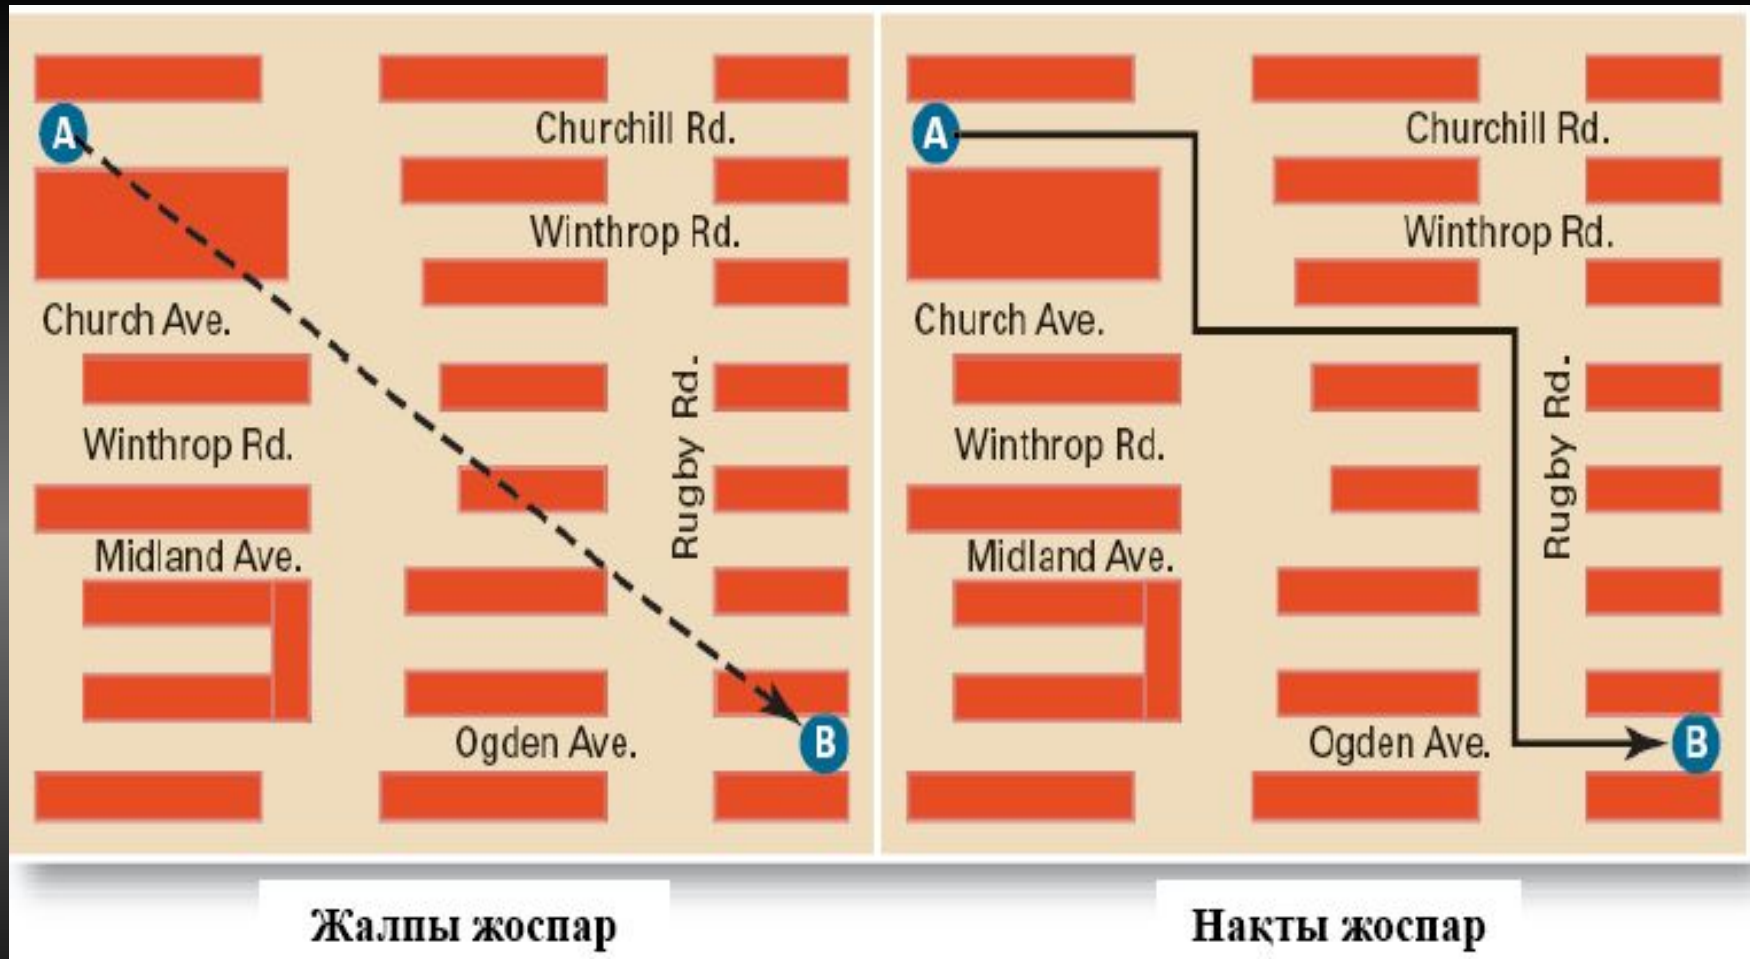 A
Churchill Rd.
Winthrop Rd.
Church Ave.
Rugby Rd.
Winthrop Rd.
Midland Ave.
Ogden Ave.
B
Жалпы жоспар
A
Churchill Rd.
Winthrop Rd.
Church Ave.
Rugby Rd.
Winthrop Rd.
Midland Ave.
Ogden Ave.
B
Нақты жоспар